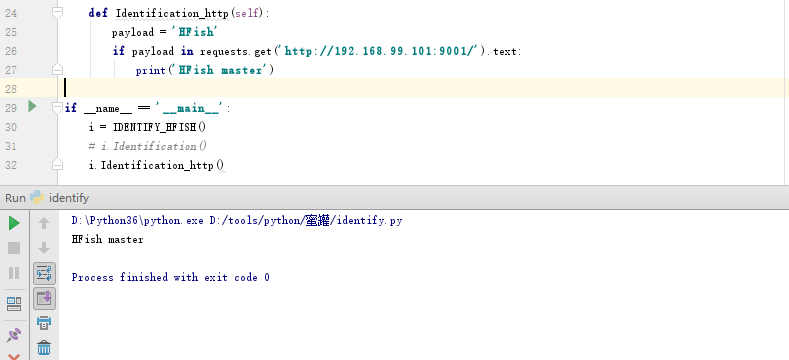 24 def Identification_http(self):
25 payload = 'HFish'
26 if payload in requests.get('http://192.168.99.101:9001/').text:
27 print('HFish master')
28
29 if __name__ == '__main__':
30 i = IDENTIFY_HFISH()
31 # i.Identification()
32 i.Identification_http()
Run identify
D:\Python36\python.exe D:/tools/python/蜜罐/identify.py
HFish master
Process finished with exit code 0